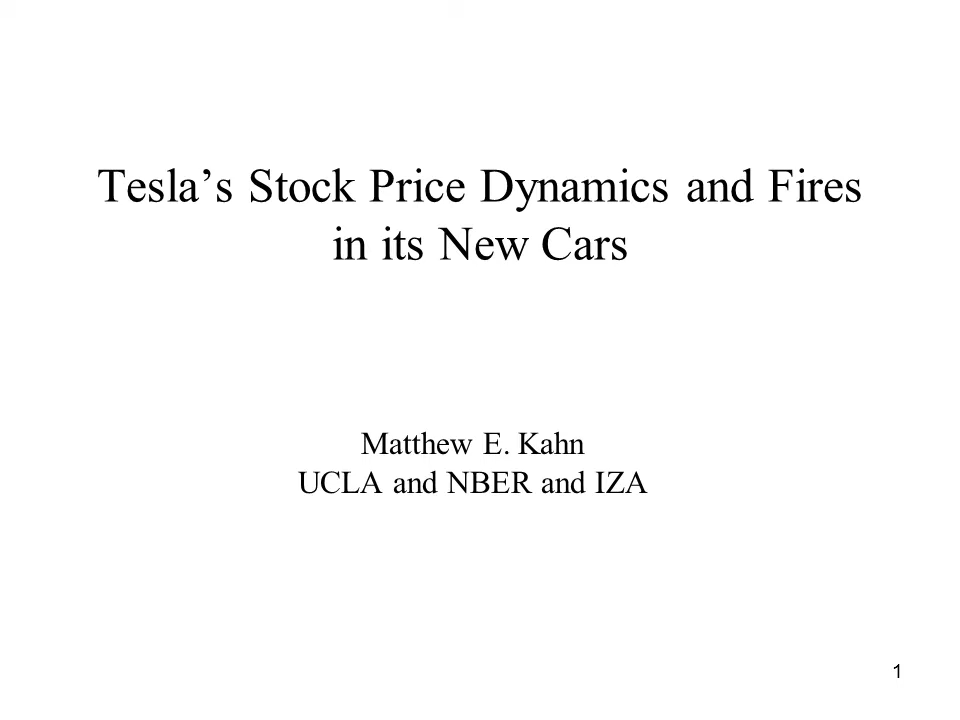 Tesla’s Stock Price Dynamics and Fires
in its New Cars
Matthew E. Kahn
UCLA and NBER and IZA
1